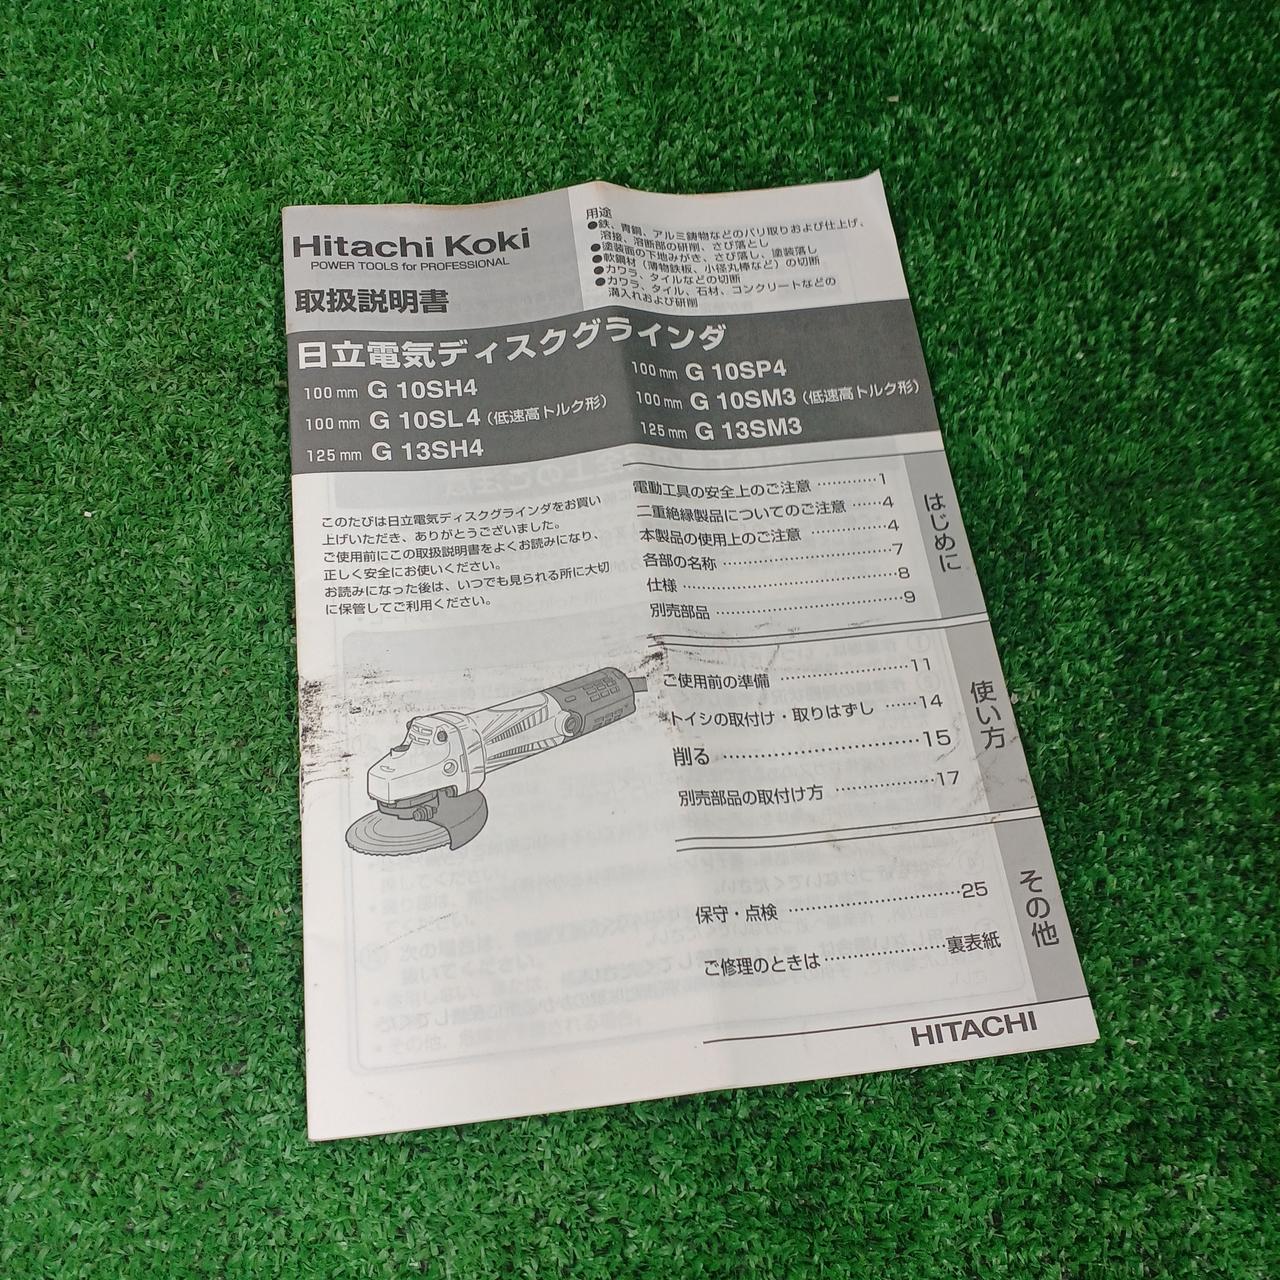 Hitachi Koki
POWER TOOLS for PROFESSIONAL
取扱説明書
用途
●鉄、青銅、アルミ鋳物などのバリ取りおよび仕上げ、
溶接、溶断部の研削、さび落とし
●塗装面の下地みがき、さび落し、塗装落し
●軟鋼材(薄物鉄板、小径丸棒など)の切断
●カワラ、タイルなどの切断
●カワラ、タイル、石材、コンクリートなどの
溝入れおよび研削
日立電気ディスクグラインダ
100 mm G 10SH4
100 mm G 10SL4(低速高トルク形)
125 mm G 13SH4
100 mm G 10SP4
100 mm G 10SM3(低速高トルク形)
125 mm G 13SM3
このたびは日立電気ディスクグラインダをお買い
上げいただき、ありがとうございました。
ご使用前にこの取扱説明書をよくお読みになり、
正しく安全にお使いください。
お読みになった後は、いつでも見られる所に大切
に保管してご利用ください。
はじめに
電動工具の安全上のご注意 …………1
二重絶縁製品についてのご注意 ……4
本製品の使用上のご注意 ……………4
各部の名称 ……………………………7
仕様 ……………………………………8
別売部品 ………………………………9
使い方
ご使用前の準備 ………………………11
トイシの取付け・取りはずし ……14
削る ……………………………………15
別売部品の取付け方 …………………17
その他
保守・点検 ……………………………25
ご修理のときは ………………裏表紙
HITACHI